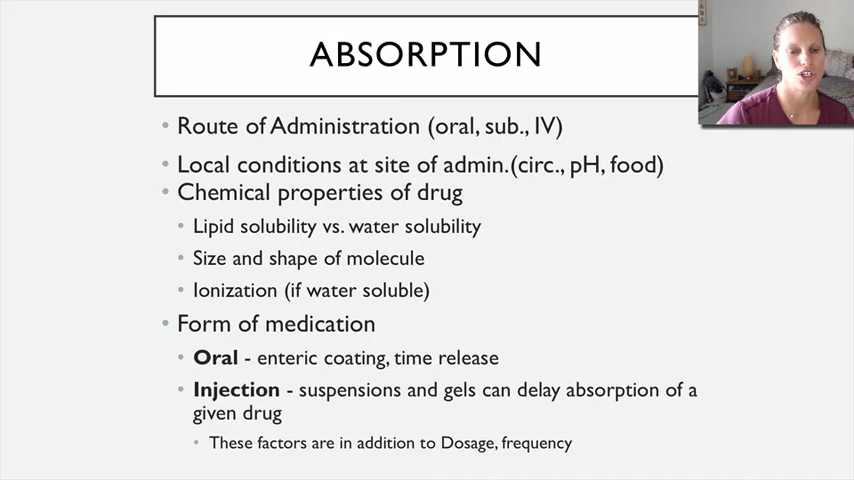 ABSORPTION
• Route of Administration (oral, sub., IV)
• Local conditions at site of admin.(circ., pH, food)
• Chemical properties of drug
• Lipid solubility vs. water solubility
• Size and shape of molecule
• Ionization (if water soluble)
• Form of medication
• Oral - enteric coating, time release
• Injection - suspensions and gels can delay absorption of a
given drug
• These factors are in addition to Dosage, frequency